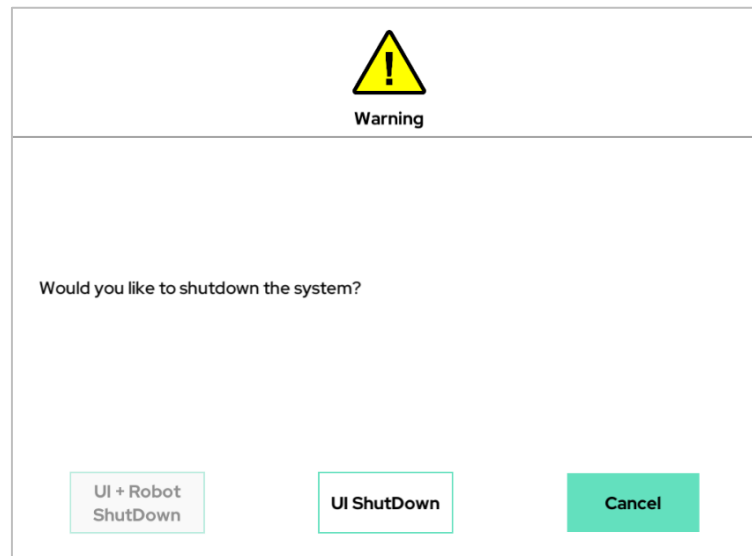 Warning
Would you like to shutdown the system?
UI + Robot
ShutDown
UI ShutDown
Cancel